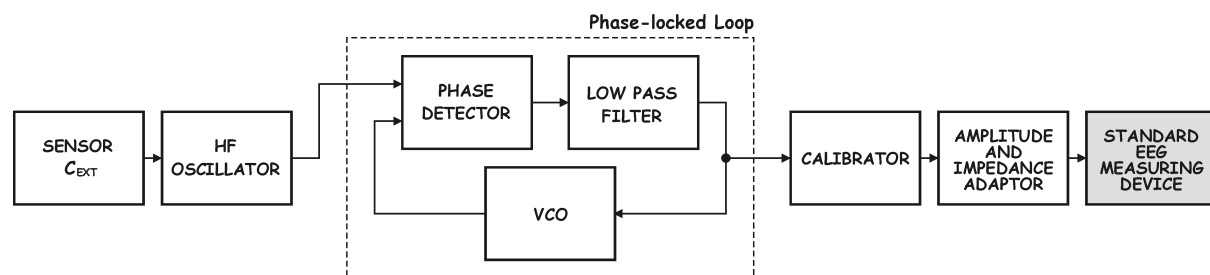 Phase-locked Loop
SENSOR
CEXT
HF
OSCILLATOR
PHASE
DETECTOR
LOW PASS
FILTER
VCO
CALIBRATOR
AMPLITUDE
AND
IMPEDANCE
ADAPTOR
STANDARD
EEG
MEASURING
DEVICE